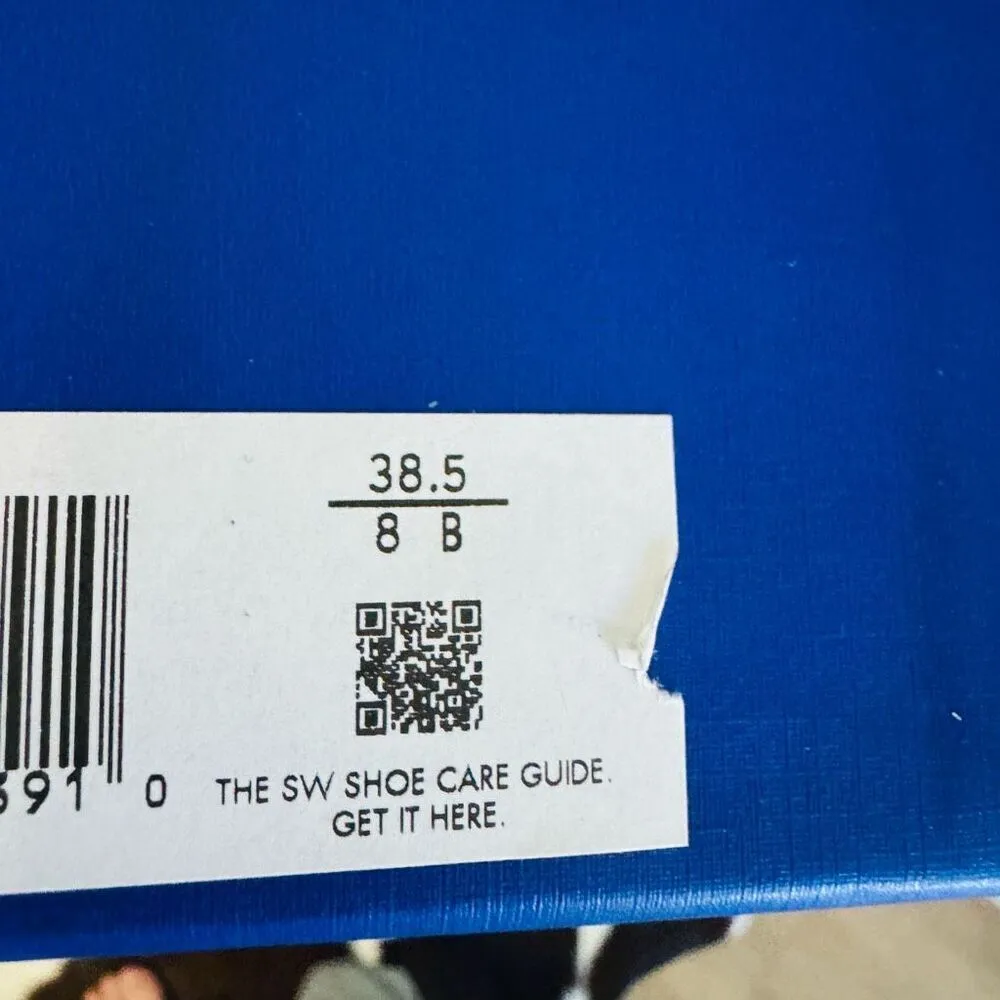 38.5
8 B
391 0
THE SW SHOE CARE GUIDE.
GET IT HERE.